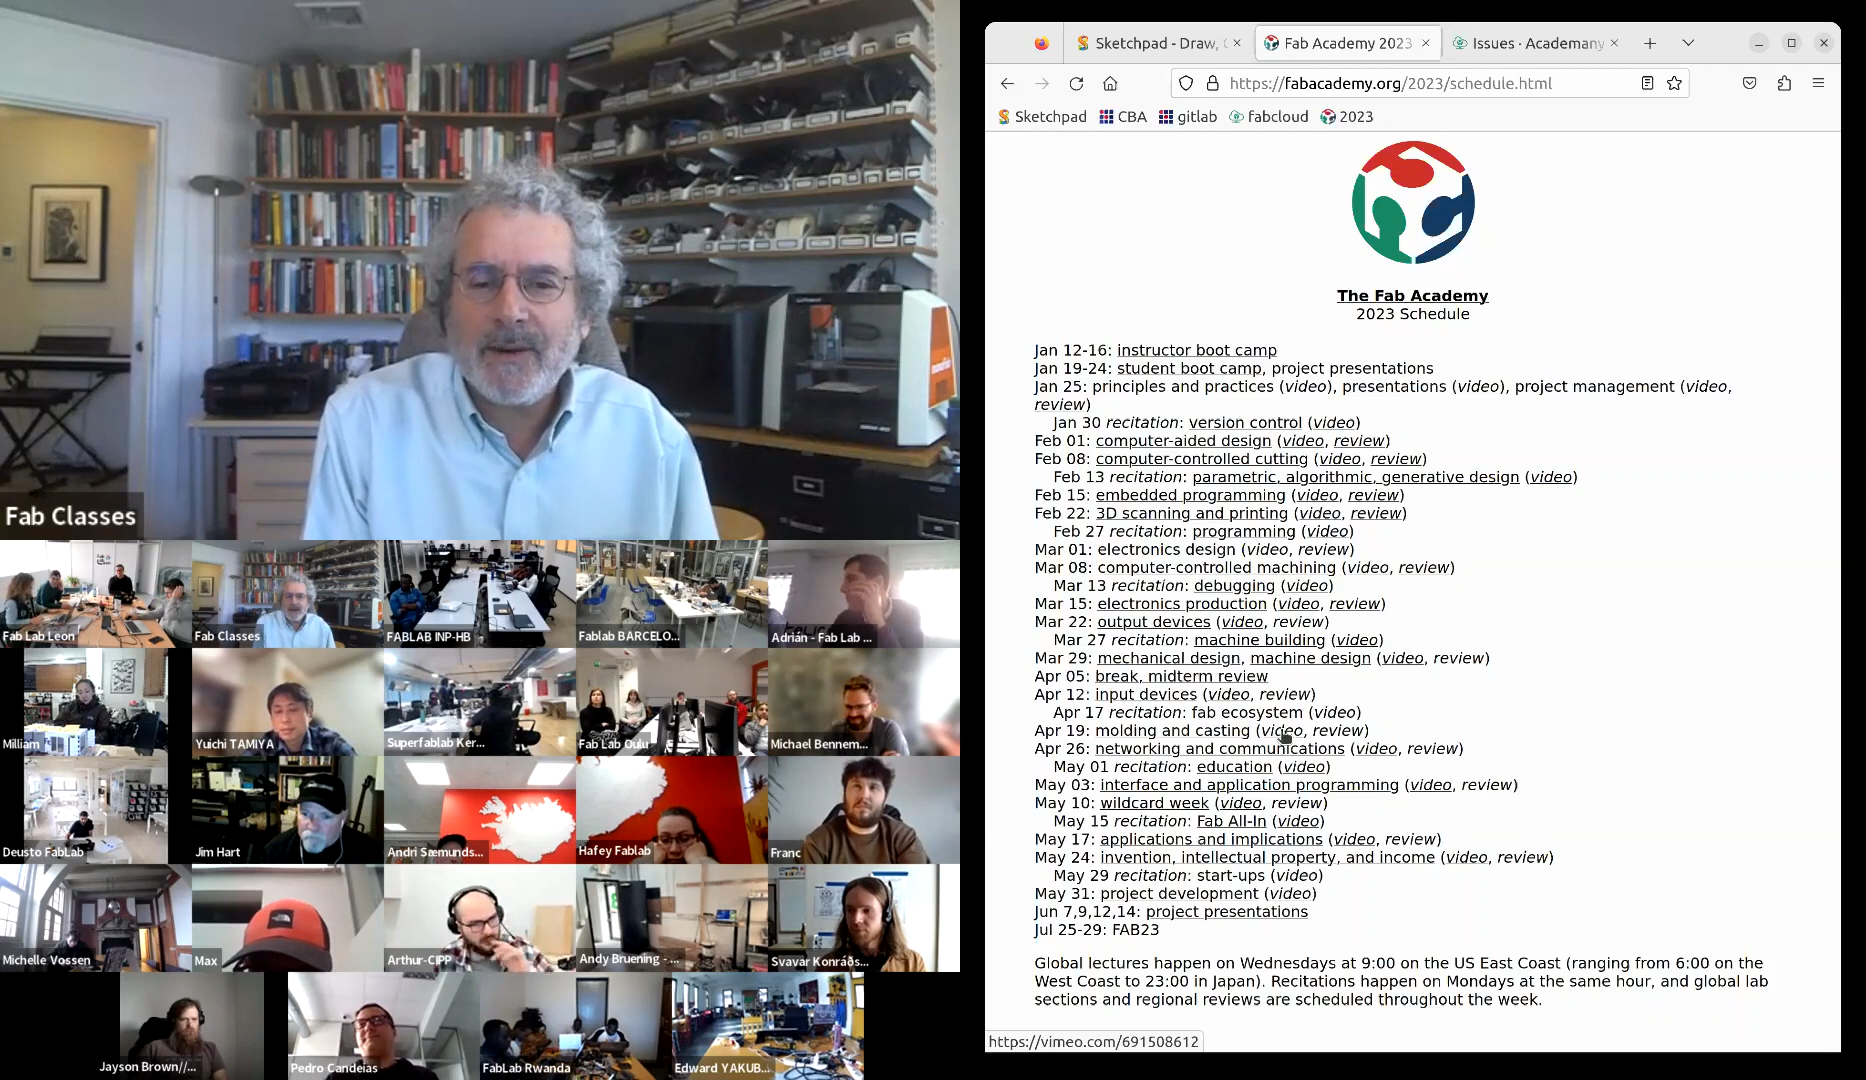 Fab Classes
Fab Lab Leon
Fab Classes
FABLAB INP-HB
Fablab BARCELO...
Adrián - Fab Lab ...
Milliam
Yuichi TAMIYA
Superfablab Ker...
Fab Lab Oulu
Michael Bennem...
Deusto FabLab
Jim Hart
Andri Sæmunds...
Hafey Fablab
Franc
Michelle Vossen
Max
Arthur-CIPP
Andy Bruening - ...
Svavar Konráðs...
Jayson Brown//...
Pedro Candeias
FabLab Rwanda
Edward YAKUB...
Sketchpad - Draw, 
Fab Academy 2023
Issues · Academany
https://fabacademy.org/2023/schedule.html
Sketchpad CBA gitlab fabcloud 2023
The Fab Academy
2023 Schedule
Jan 12-16: instructor boot camp
Jan 19-24: student boot camp, project presentations
Jan 25: principles and practices (video), presentations (video), project management (video,
review)
Jan 30 recitation: version control (video)
Feb 01: computer-aided design (video, review)
Feb 08: computer-controlled cutting (video, review)
Feb 13 recitation: parametric, algorithmic, generative design (video)
Feb 15: embedded programming (video, review)
Feb 22: 3D scanning and printing (video, review)
Feb 27 recitation: programming (video)
Mar 01: electronics design (video, review)
Mar 08: computer-controlled machining (video, review)
Mar 13 recitation: debugging (video)
Mar 15: electronics production (video, review)
Mar 22: output devices (video, review)
Mar 27 recitation: machine building (video)
Mar 29: mechanical design, machine design (video, review)
Apr 05: break, midterm review
Apr 12: input devices (video, review)
Apr 17 recitation: fab ecosystem (video)
Apr 19: molding and casting (video, review)
Apr 26: networking and communications (video, review)
May 01 recitation: education (video)
May 03: interface and application programming (video, review)
May 10: wildcard week (video, review)
May 15 recitation: Fab All-In (video)
May 17: applications and implications (video, review)
May 24: invention, intellectual property, and income (video, review)
May 29 recitation: start-ups (video)
May 31: project development (video)
Jun 7,9,12,14: project presentations
Jul 25-29: FAB23
Global lectures happen on Wednesdays at 9:00 on the US East Coast (ranging from 6:00 on the
West Coast to 23:00 in Japan). Recitations happen on Mondays at the same hour, and global lab
sections and regional reviews are scheduled throughout the week.
https://vimeo.com/691508612